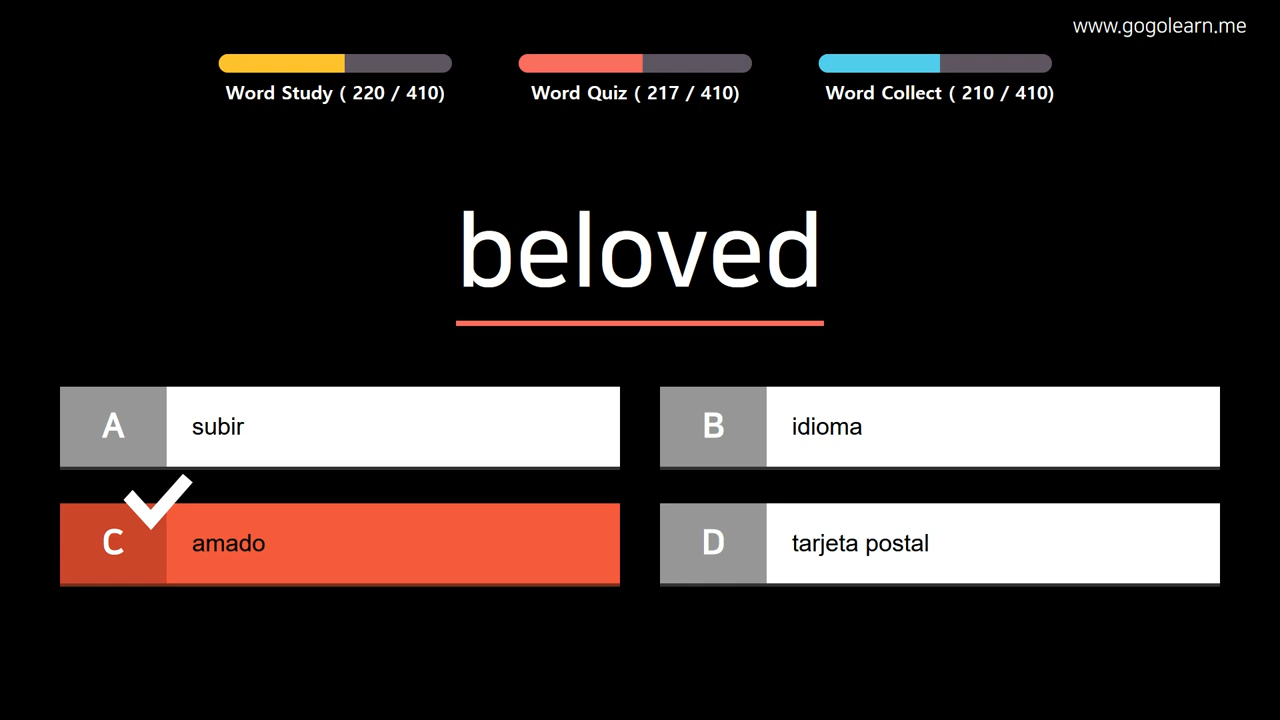 www.gogolearn.me
Word Study ( 220 / 410)
Word Quiz ( 217 / 410)
Word Collect ( 210 / 410)
beloved
A
subir
B
idioma
C
amado
D
tarjeta postal